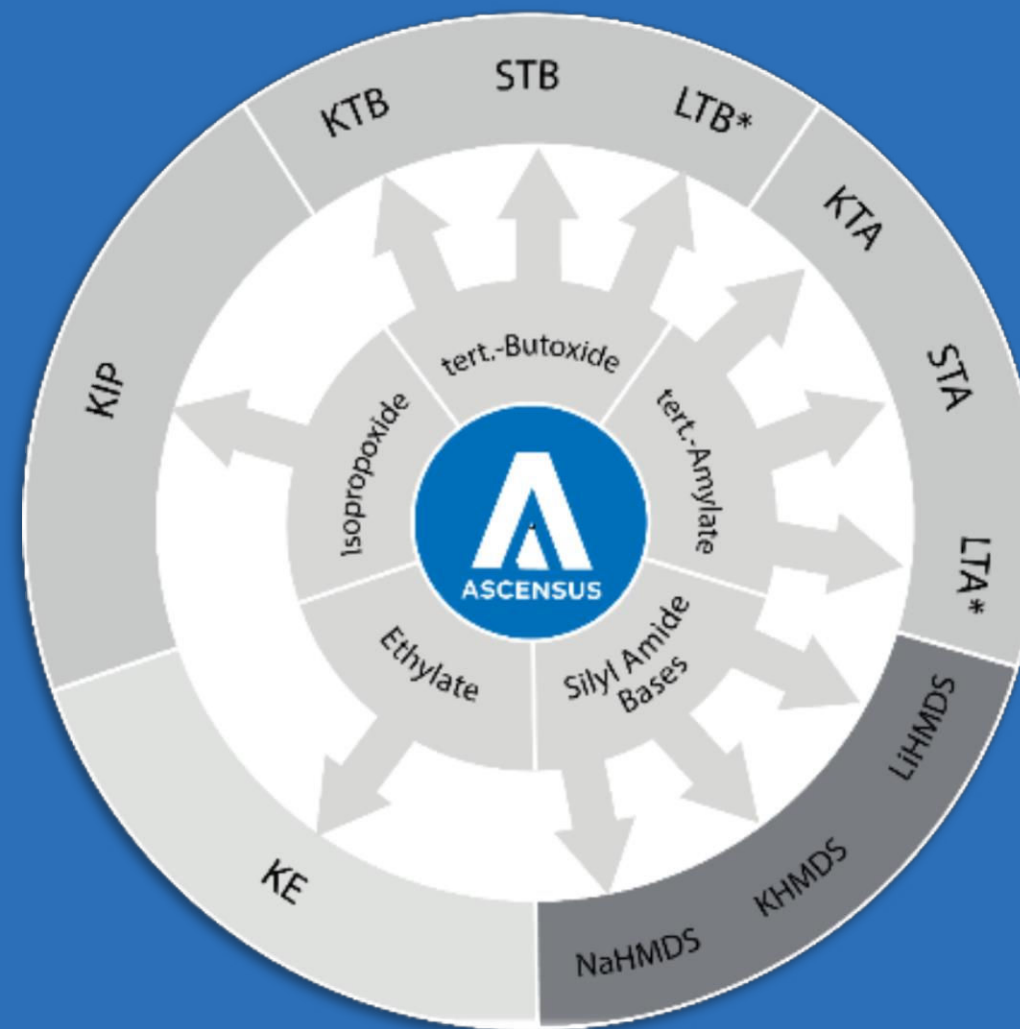 KTB
STB
LTB*
KTA
STA
LTA*
LiHMDS
KHMDS
NaHMDS
KE
KIP
tert.-Butoxide
tert.-Amylate
Silyl Amide
Bases
Ethylate
Isopropoxide
ASCENSUS